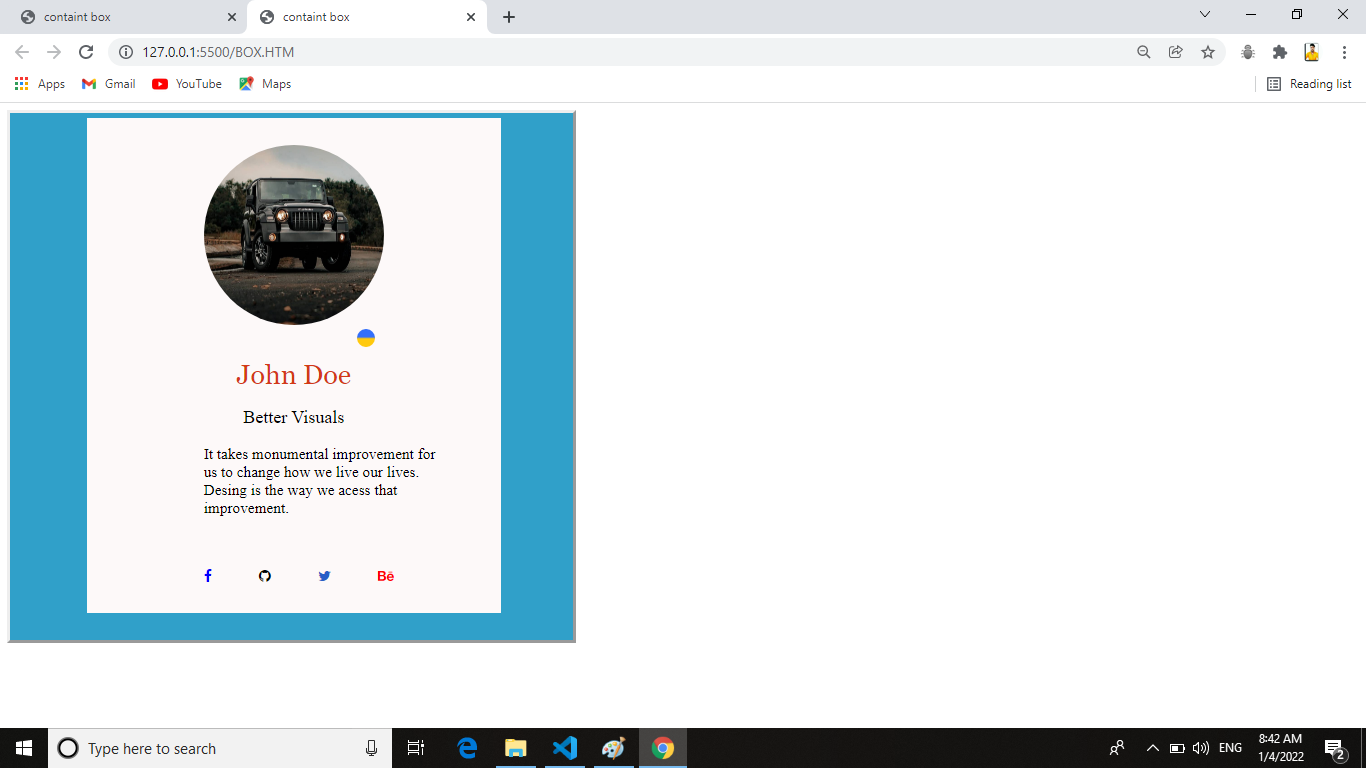 containt box
containt box
127.0.0.1:5500/BOX.HTM
Apps
Gmail
YouTube
Maps
Reading list
John Doe
Better Visuals
It takes monumental improvement for
us to change how we live our lives.
Desing is the way we acess that
improvement.
Bē
Type here to search
ENG
8:42 AM
1/4/2022
2